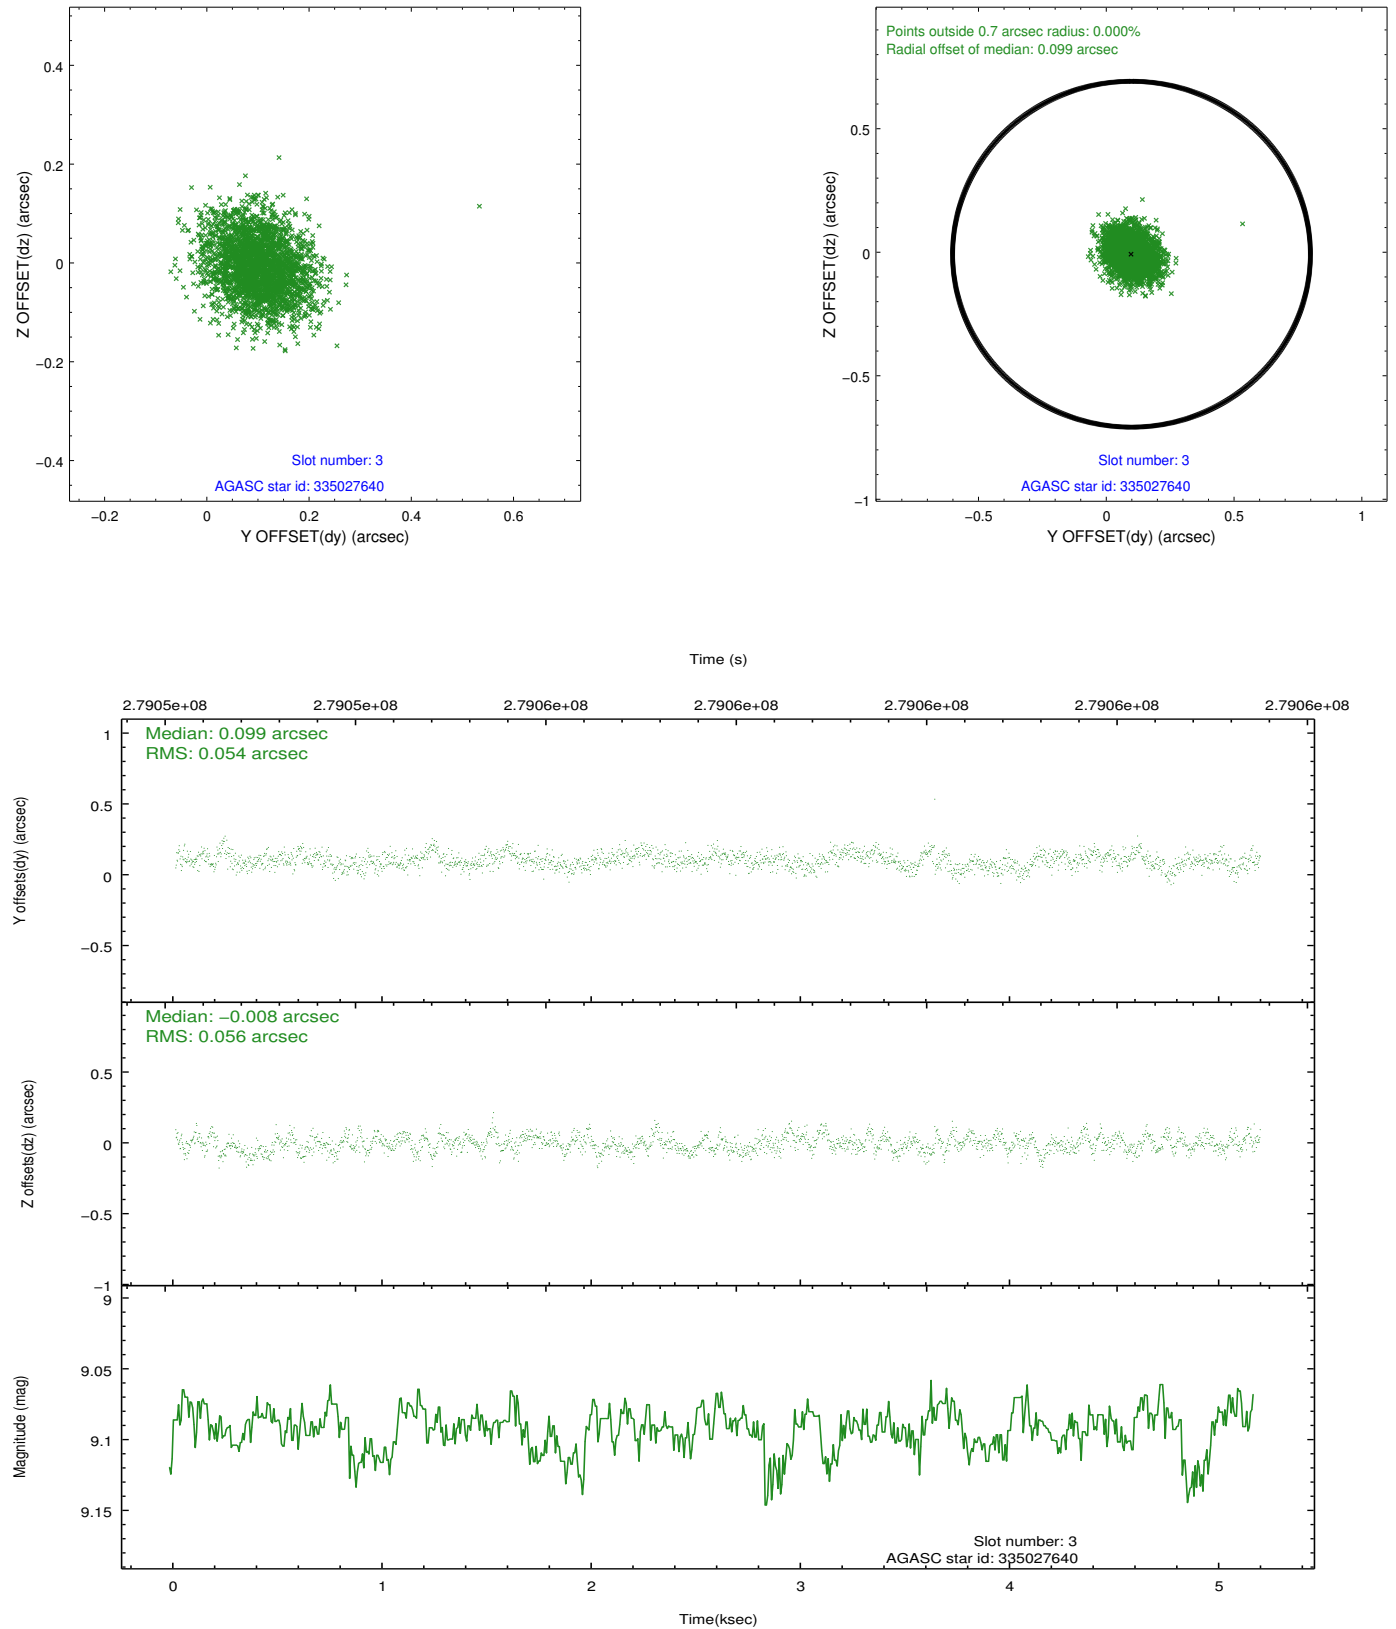 0.4
0.2
0
−0.2
−0.4
Z OFFSET(dz) (arcsec)
Slot number: 3
AGASC star id: 335027640
−0.2 0 0.2 0.4 0.6
Y OFFSET(dy) (arcsec)
Points outside 0.7 arcsec radius: 0.000%
Radial offset of median: 0.099 arcsec
0.5
0
−0.5
−1
Z OFFSET(dz) (arcsec)
Slot number: 3
AGASC star id: 335027640
−0.5 0 0.5 1
Y OFFSET(dy) (arcsec)
Time (s)
2.7905e+08 2.7905e+08 2.7906e+08 2.7906e+08 2.7906e+08 2.7906e+08 2.7906e+08
Median: 0.099 arcsec
RMS: 0.054 arcsec
1
0.5
0
−0.5
Y offsets(dy) (arcsec)
Median: −0.008 arcsec
RMS: 0.056 arcsec
0.5
0
−0.5
−1
Z offsets(dz) (arcsec)
9
9.05
9.1
9.15
Magnitude (mag)
Slot number: 3
AGASC star id: 335027640
0 1 2 3 4 5
Time(ksec)